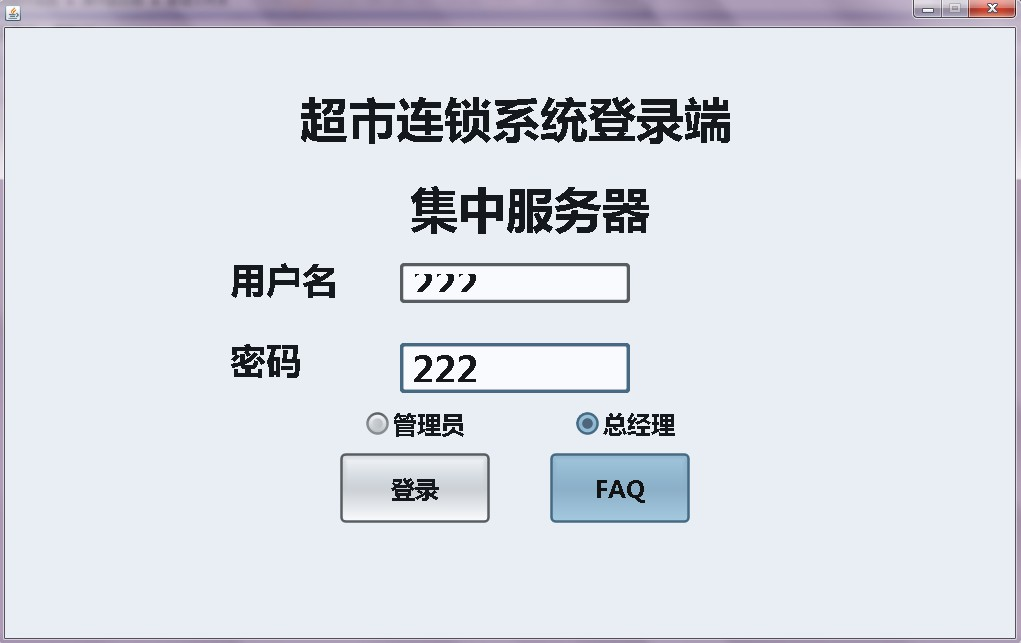 超市连锁系统登录端
集中服务器
用户名 222
密码 222
管理员 总经理
登录 FAQ